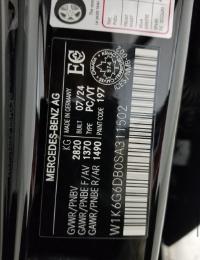 MERCEDES-BENZ AG
MADE IN GERMANY
KG BUILT 07/24
GVWR/PNBV 2820 TYPE PC/VT
GAWR/PNBE F/AV 1370 PAINT CODE 197
GAWR/PNBE R/AR 1490
W1K6G6DB0SA311502